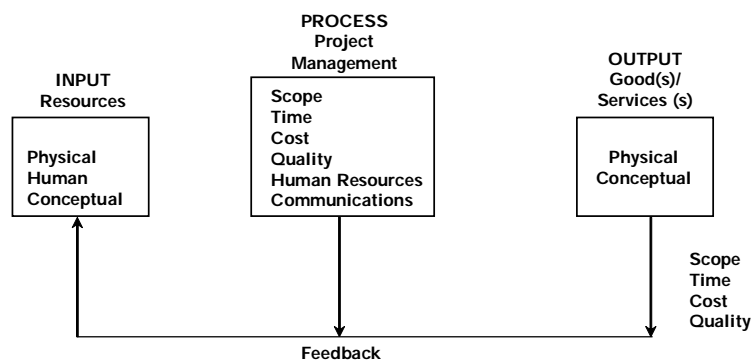 INPUT
Resources
Physical
Human
Conceptual
PROCESS
Project
Management
Scope
Time
Cost
Quality
Human Resources
Communications
OUTPUT
Good(s)/
Services (s)
Physical
Conceptual
Scope
Time
Cost
Quality
Feedback